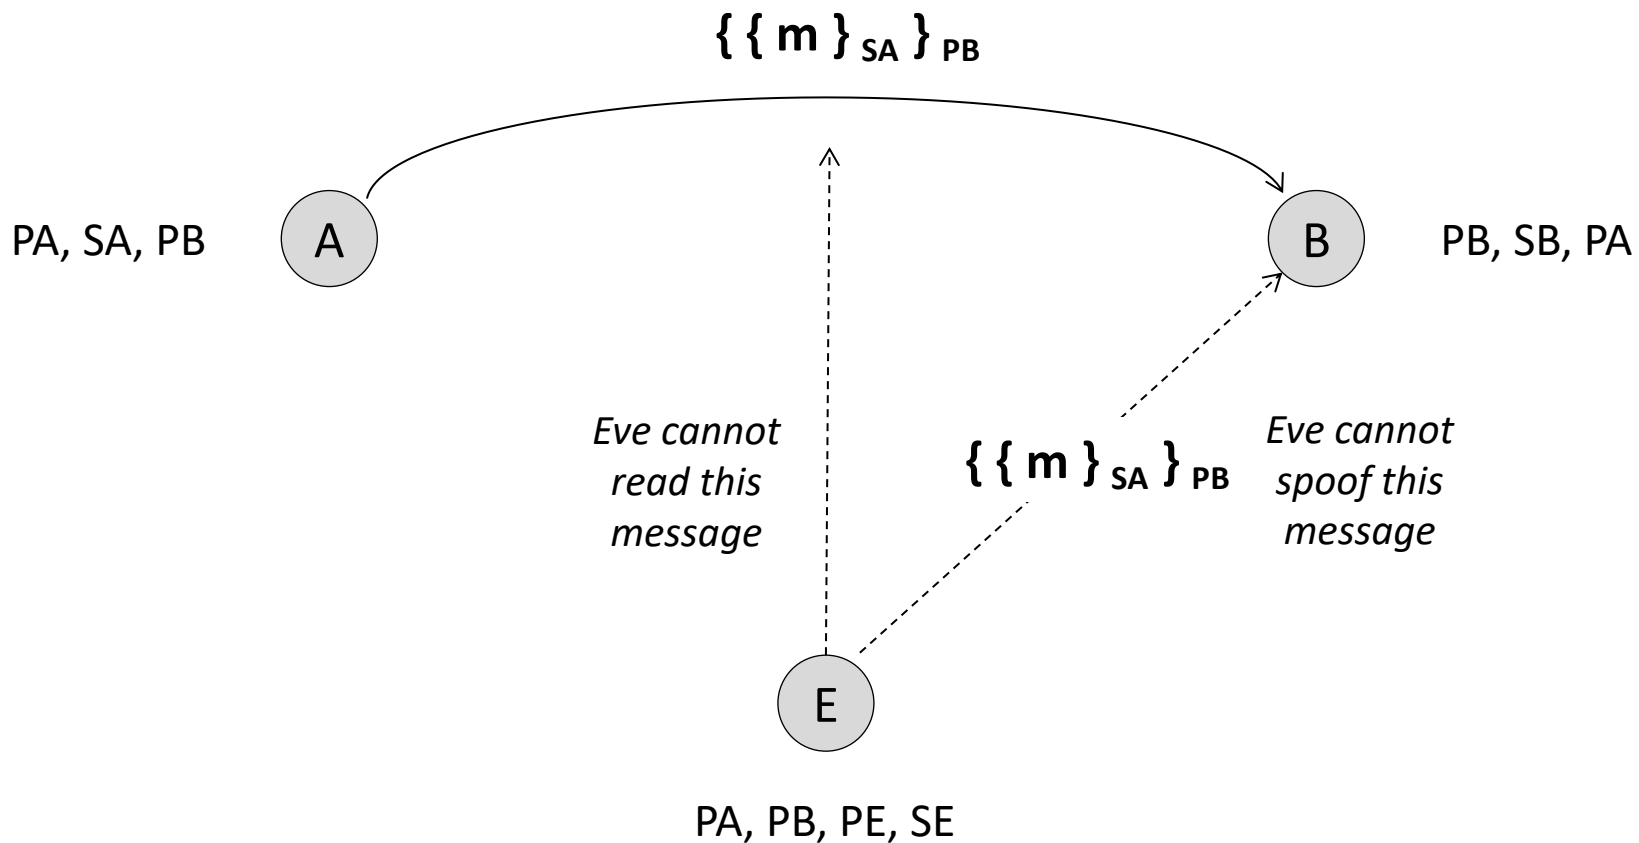 { { m } SA } PB
PA, SA, PB
A
B
PB, SB, PA
Eve cannot
read this
message
{ { m } SA } PB
Eve cannot
spoof this
message
E
PA, PB, PE, SE